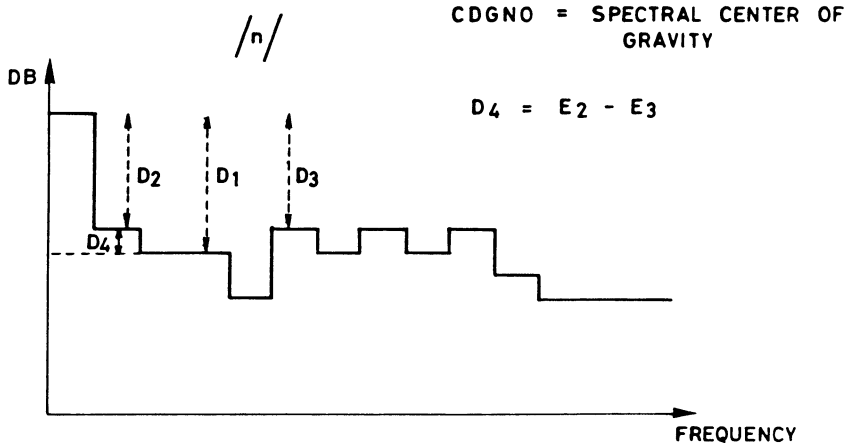 /n/
CDGNO = SPECTRAL CENTER OF
GRAVITY
DB
D4 = E2 - E3
D2
D1
D3
D4
FREQUENCY